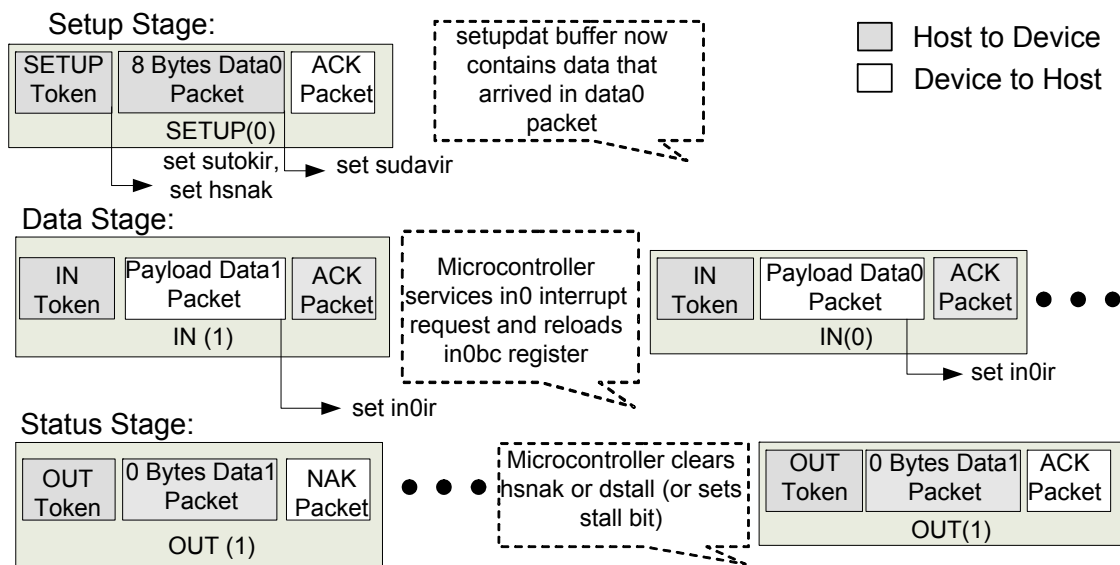 Setup Stage:
SETUP
Token
8 Bytes Data0
Packet
ACK
Packet
SETUP(0)
set sutokir,
set hsnak
set sudavir
setupdat buffer now
contains data that
arrived in data0
packet
Host to Device
Device to Host
Data Stage:
IN
Token
Payload Data1
Packet
ACK
Packet
IN (1)
set in0ir
Microcontroller
services in0 interrupt
request and reloads
in0bc register
IN
Token
Payload Data0
Packet
ACK
Packet
IN(0)
set in0ir
Status Stage:
OUT
Token
0 Bytes Data1
Packet
NAK
Packet
OUT (1)
Microcontroller clears
hsnak or dstall (or sets
stall bit)
OUT
Token
0 Bytes Data1
Packet
ACK
Packet
OUT(1)